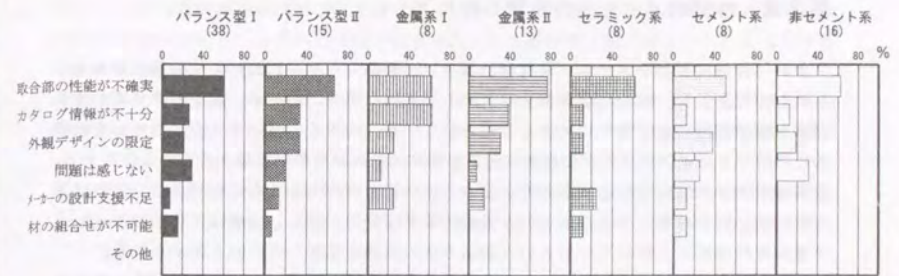 バランス型Ⅰ バランス型Ⅱ 金属系Ⅰ 金属系Ⅱ セラミック系 セメント系 非セメント系
(38) (15) (8) (13) (8) (8) (16)
0 40 80 0 40 80 0 40 80 0 40 80 0 40 80 0 40 80 0 40 80 %
取合部の性能が不確実
カタログ情報が不十分
外観デザインの限定
問題は感じない
メーカーの設計支援不足
材の組合せが不可能
その他